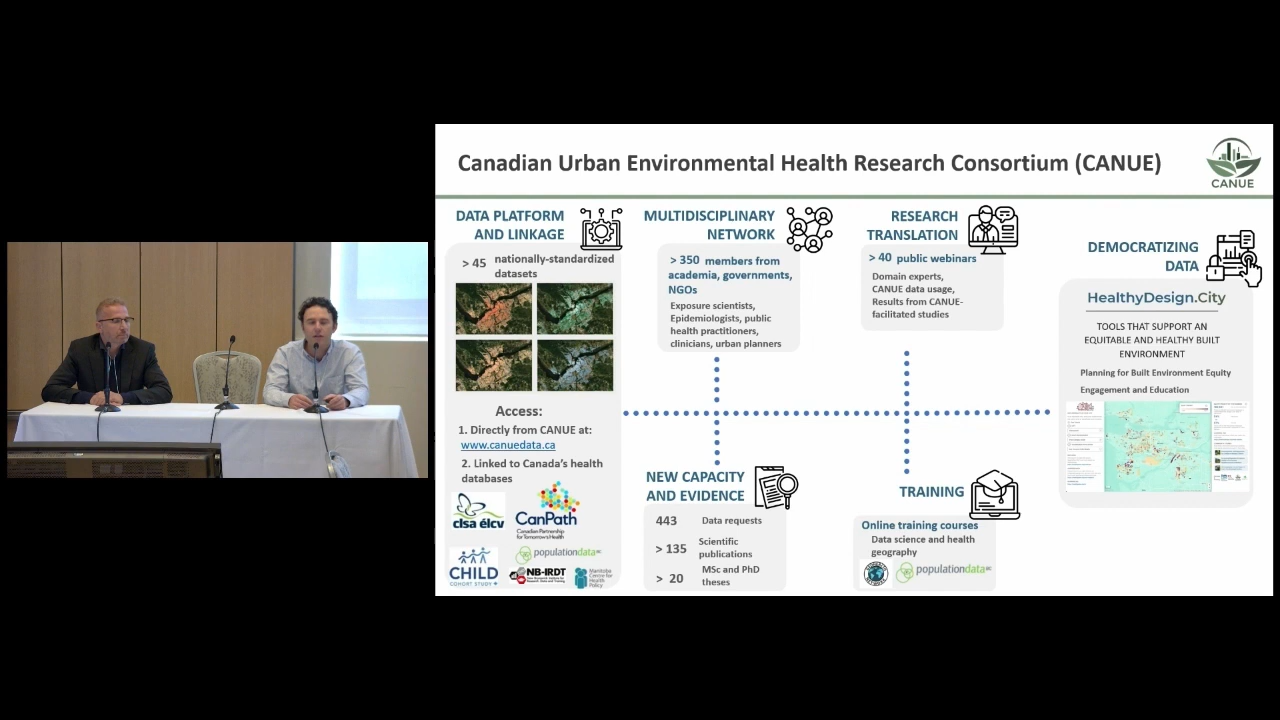 Canadian Urban Environmental Health Research Consortium (CANUE)
CANUE
DATA PLATFORM
AND LINKAGE
> 45 nationally-standardized
datasets
Access:
1. Directly from CANUE at:
www.canuedata.ca
2. Linked to Canada's health
databases
clsa élcv
CanPath
Canadian Partnership
for Tomorrow's Health
populationdata BC
CHILD
COHORT STUDY
NB-IRDT
Manitoba
Centre for
Health
Policy
MULTIDISCIPLINARY
NETWORK
> 350 members from
academia, governments,
NGOs
Exposure scientists,
Epidemiologists, public
health practitioners,
clinicians, urban planners
NEW CAPACITY
AND EVIDENCE
443 Data requests
> 135 Scientific
publications
> 20 MSc and PhD
theses
RESEARCH
TRANSLATION
> 40 public webinars
Domain experts,
CANUE data usage,
Results from CANUE-
facilitated studies
TRAINING
Online training courses
Data science and health
geography
populationdata BC
DEMOCRATIZING
DATA
HealthyDesign.City
TOOLS THAT SUPPORT AN
EQUITABLE AND HEALTHY BUILT
ENVIRONMENT
Planning for Built Environment Equity
Engagement and Education